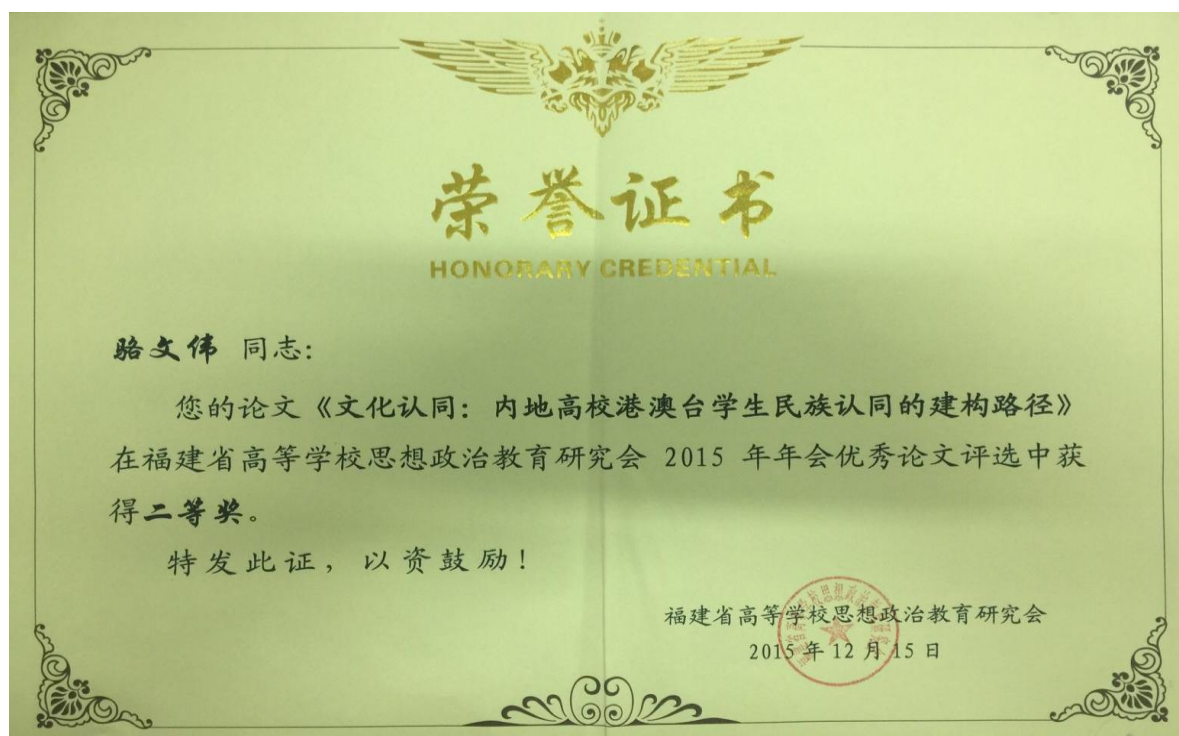 荣誉证书
HONORARY CREDENTIAL
骆文伟 同志:
您的论文《文化认同：内地高校港澳台学生民族认同的建构路径》
在福建省高等学校思想政治教育研究会 2015 年年会优秀论文评选中获
得二等奖。
特发此证，以资鼓励！
福建省高等学校思想政治教育研究会
2015 年 12 月 15 日